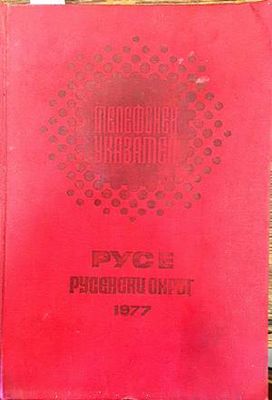 ТЕЛЕФОНЕН
УКАЗАТЕЛ
РУСЕ
РУСЕНСКИ ОКРЪГ
1977